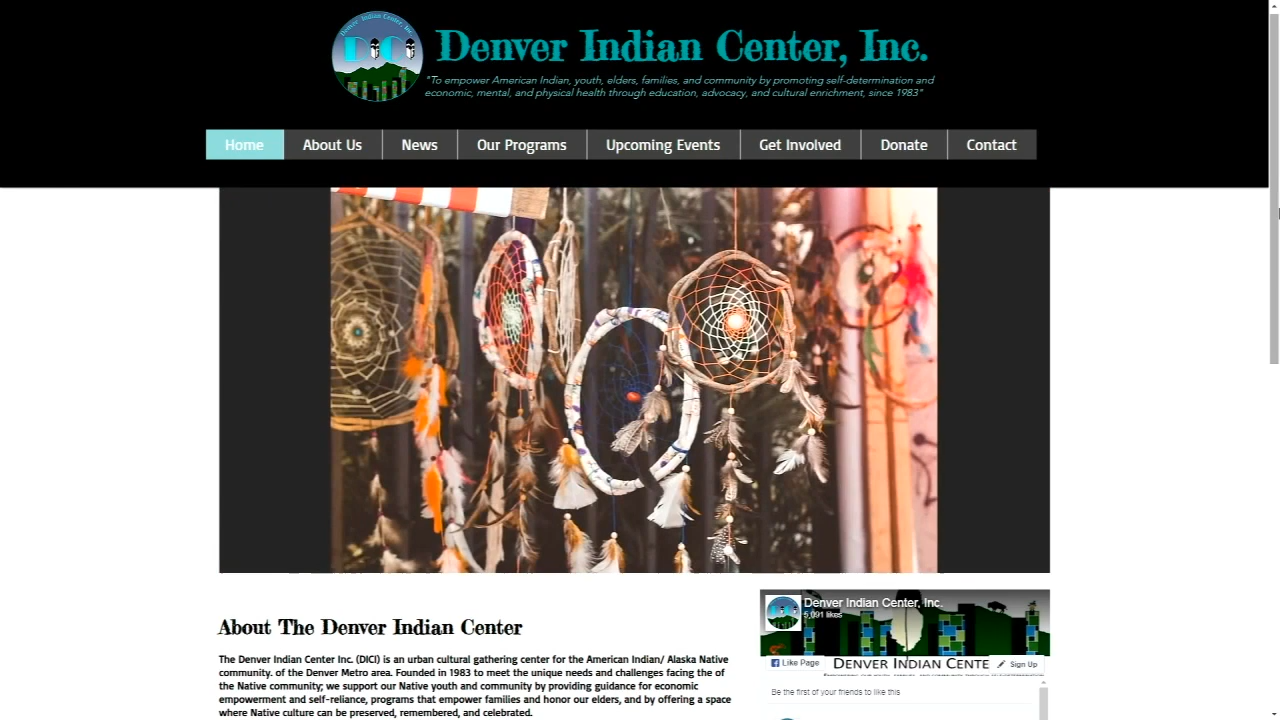 Denver Indian Center, Inc.
Denver Indian Center, Inc.
"To empower American Indian, youth, elders, families, and community by promoting self-determination and
economic, mental, and physical health through education, advocacy, and cultural enrichment, since 1983"
Home About Us News Our Programs Upcoming Events Get Involved Donate Contact
About The Denver Indian Center
The Denver Indian Center Inc. (DICI) is an urban cultural gathering center for the American Indian/ Alaska Native
community. of the Denver Metro area. Founded in 1983 to meet the unique needs and challenges facing the of
the Native community; we support our Native youth and community by providing guidance for economic
empowerment and self-reliance, programs that empower families and honor our elders, and by offering a space
where Native culture can be preserved, remembered, and celebrated.
Denver Indian Center, Inc.
5,091 likes
Like Page
Denver Indian Cente
Sign Up
Be the first of your friends to like this